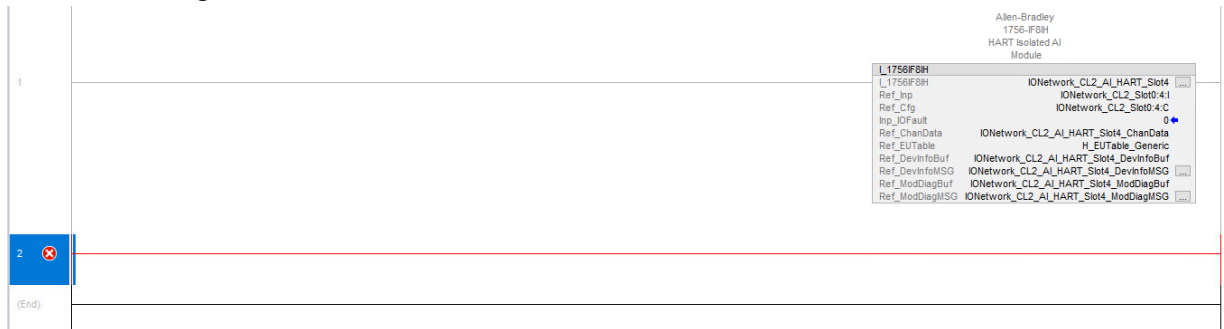 Allen-Bradley
1756-IF8IH
HART Isolated AI
Module
1
I_1756IF8IH
I_1756IF8IH IONetwork_CL2_AI_HART_Slot4 ...
Ref_Inp IONetwork_CL2_Slot0:4:I
Ref_Cfg IONetwork_CL2_Slot0:4:C
Inp_IOFault 0
Ref_ChanData IONetwork_CL2_AI_HART_Slot4_ChanData
Ref_EUTable H_EUTable_Generic
Ref_DevInfoBuf IONetwork_CL2_AI_HART_Slot4_DevInfoBuf
Ref_DevInfoMSG IONetwork_CL2_AI_HART_Slot4_DevInfoMSG ...
Ref_ModDiagBuf IONetwork_CL2_AI_HART_Slot4_ModDiagBuf
Ref_ModDiagMSG IONetwork_CL2_AI_HART_Slot4_ModDiagMSG ...
2
(End)